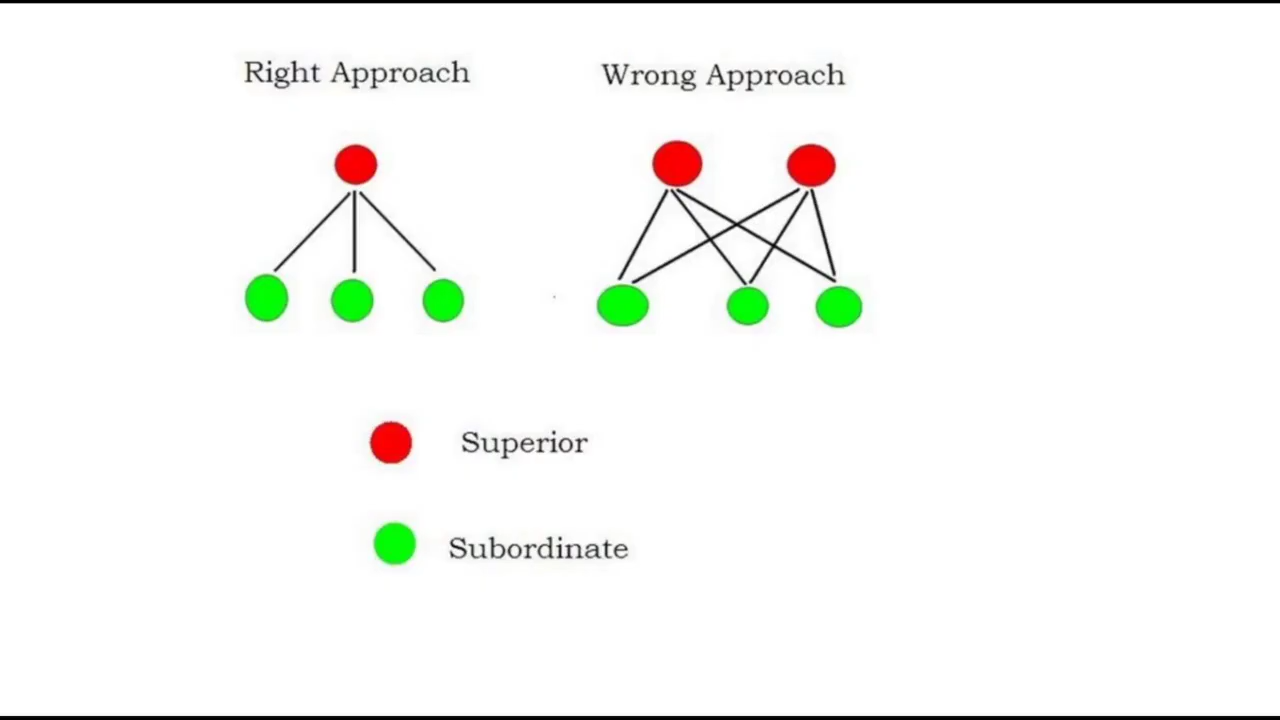 Right Approach
Wrong Approach
Superior
Subordinate